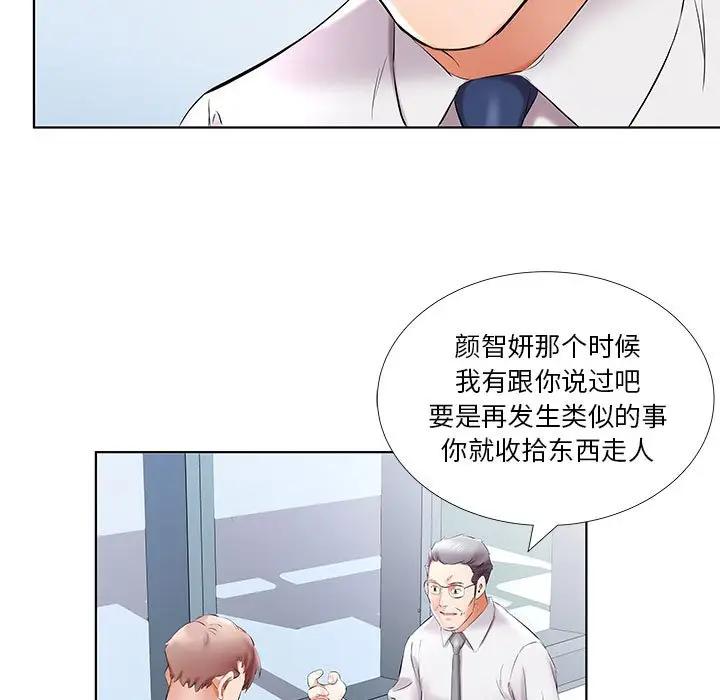 颜智妍那个时候
我有跟你说过吧
要是再发生类似的事
你就收拾东西走人